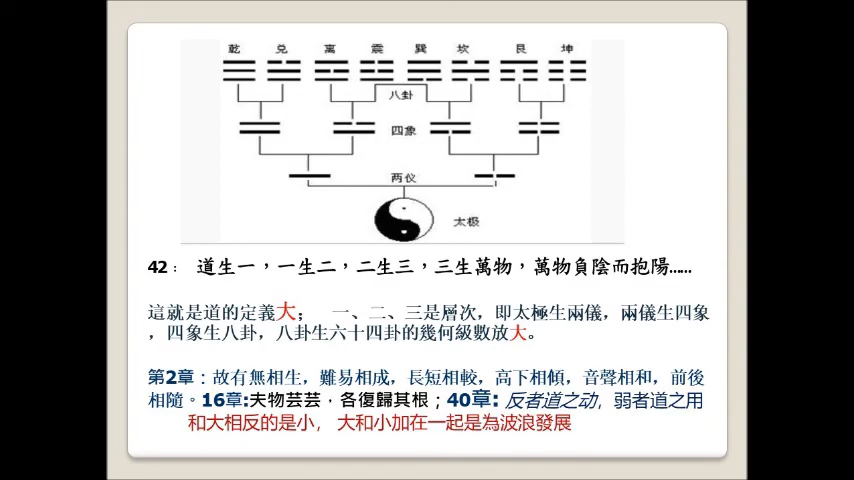 乾 兑 离 震 巽 坎 艮 坤
八卦
四象
两仪
太极
42： 道生一，一生二，二生三，三生萬物，萬物負陰而抱陽……
這就是道的定義大； 一、二、三是層次，即太極生兩儀，兩儀生四象
，四象生八卦，八卦生六十四卦的幾何級數放大。
第2章：故有無相生，難易相成，長短相較，高下相傾，音聲相和，前後
相隨。16章:夫物芸芸，各復歸其根；40章: 反者道之动，弱者道之用
和大相反的是小， 大和小加在一起是為波浪發展